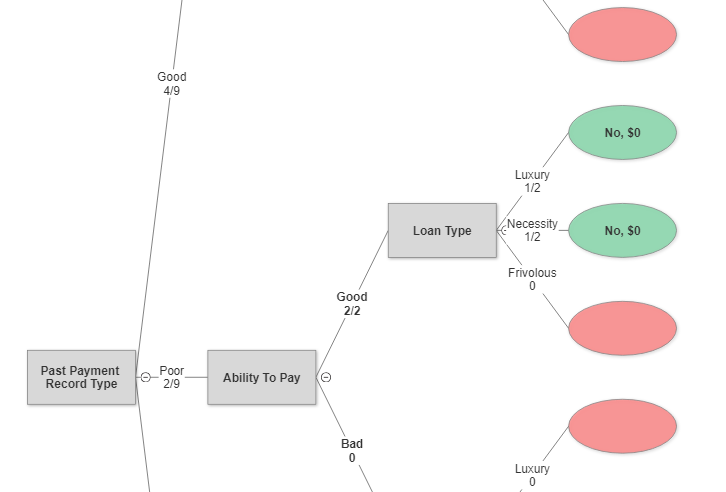 Good
4/9
No, $0
Luxury
1/2
Loan Type
Necessity
1/2
No, $0
Frivolous
0
Good
2/2
Past Payment
Record Type
Poor
2/9
Ability To Pay
Bad
0
Luxury
0